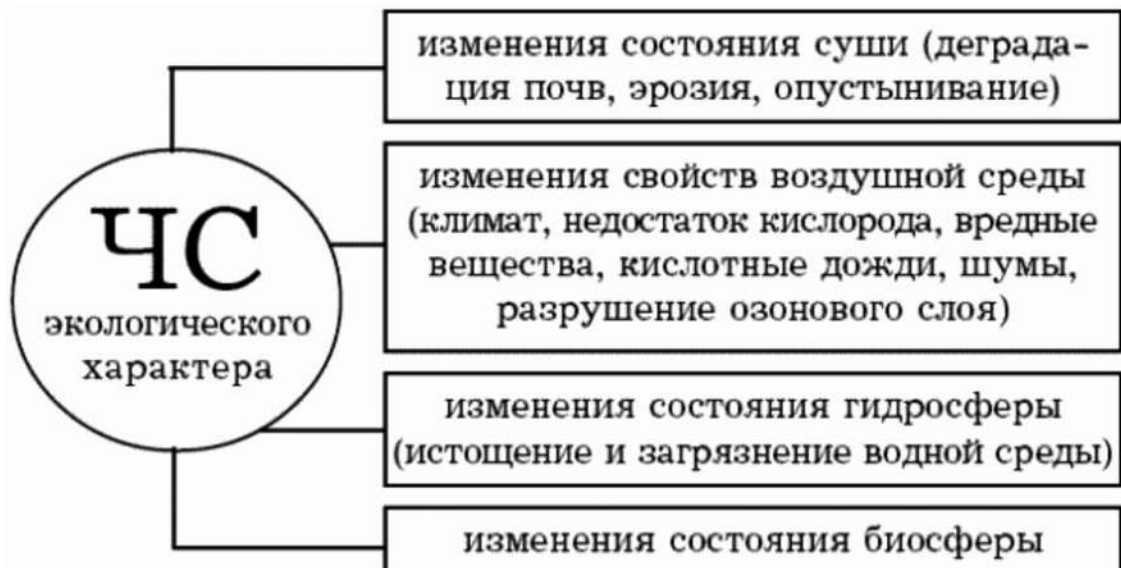 изменения состояния суши (деграда-
ция почв, эрозия, опустынивание)
ЧС
экологического
характера
изменения свойств воздушной среды
(климат, недостаток кислорода, вредные
вещества, кислотные дожди, шумы,
разрушение озонового слоя)
изменения состояния гидросферы
(истощение и загрязнение водной среды)
изменения состояния биосферы